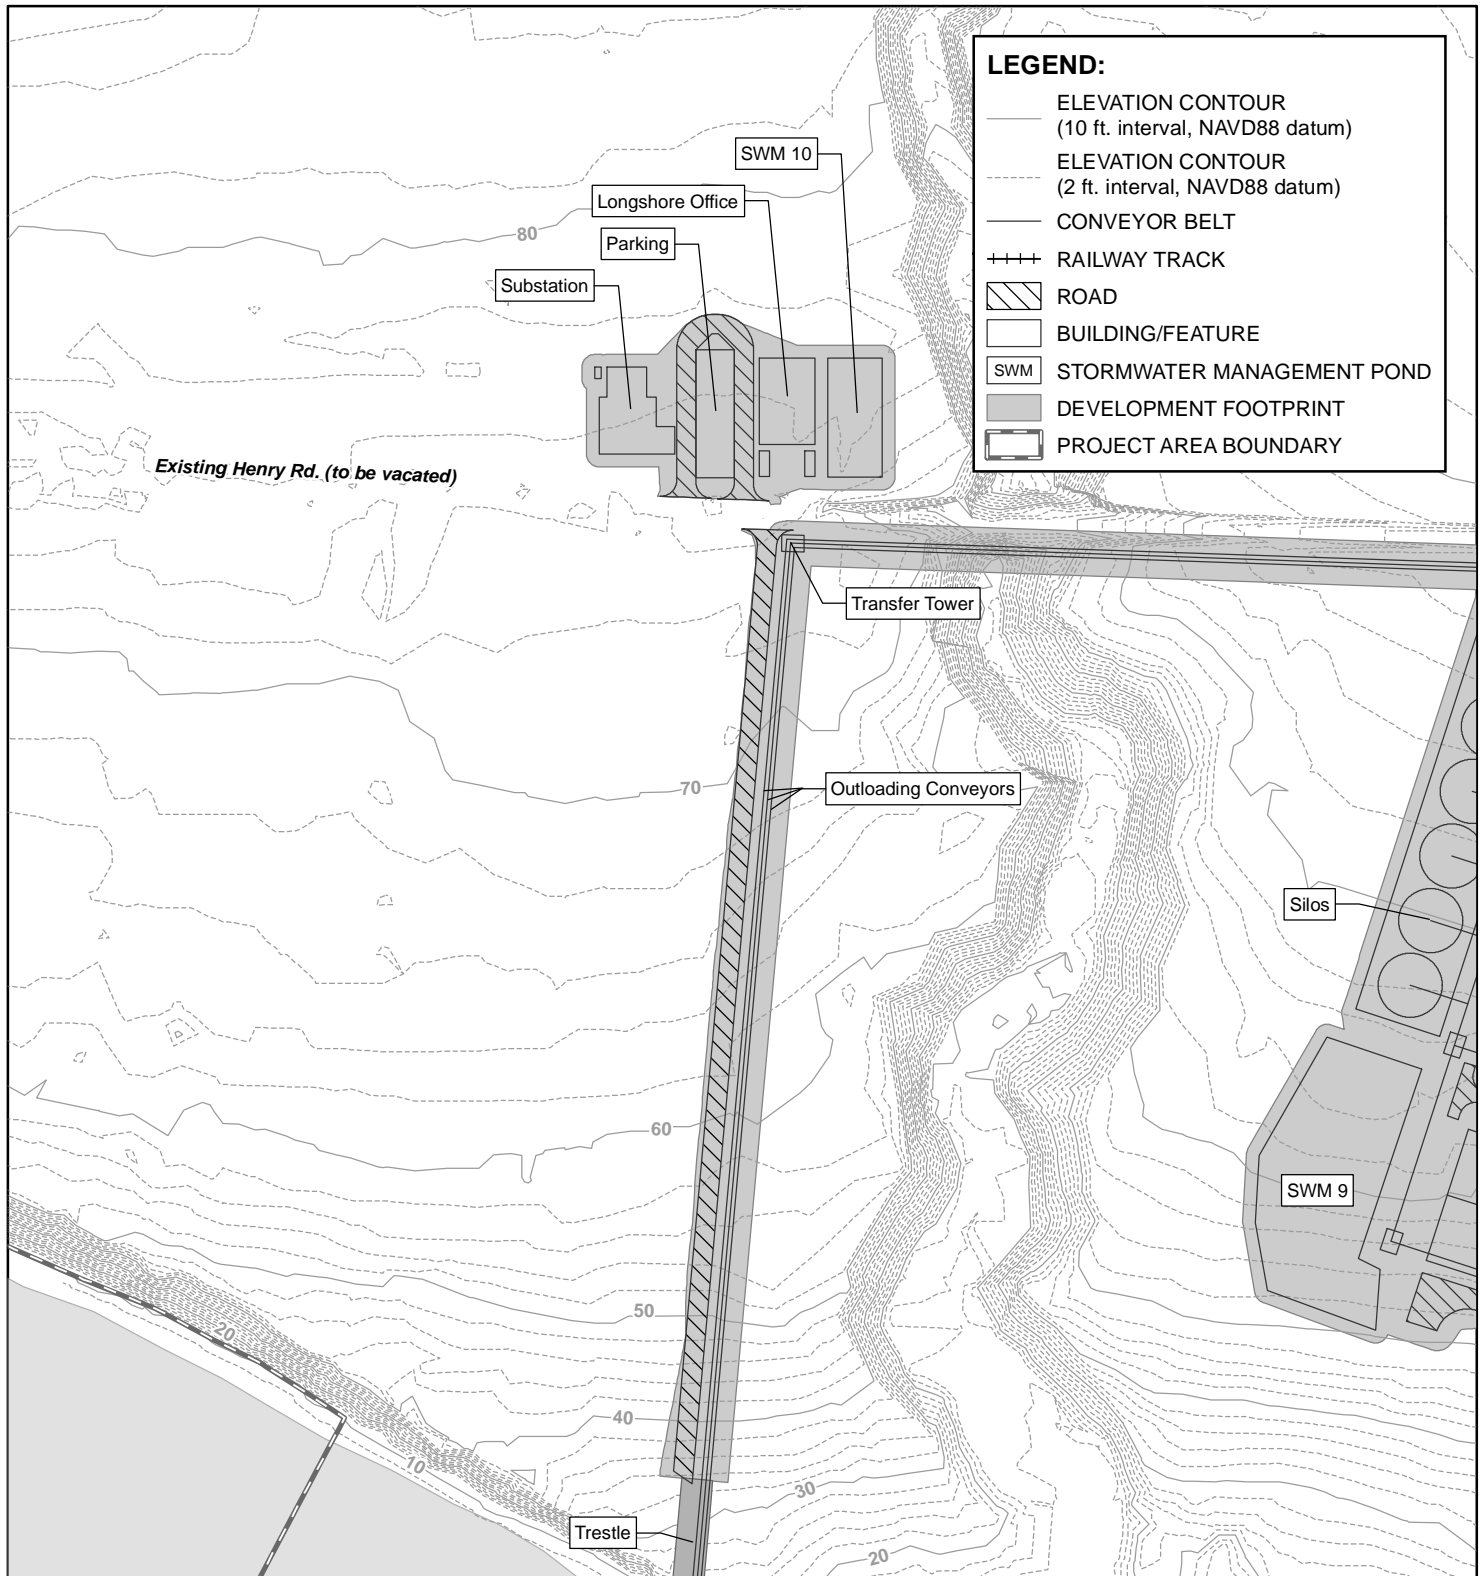 LEGEND:
ELEVATION CONTOUR
(10 ft. interval, NAVD88 datum)
ELEVATION CONTOUR
(2 ft. interval, NAVD88 datum)
CONVEYOR BELT
RAILWAY TRACK
ROAD
BUILDING/FEATURE
SWM STORMWATER MANAGEMENT POND
DEVELOPMENT FOOTPRINT
PROJECT AREA BOUNDARY
SWM 10
Longshore Office
80
Parking
Substation
Existing Henry Rd. (to be vacated)
Transfer Tower
70
Outloading Conveyors
Silos
60
SWM 9
50
20
40
10
30
Trestle
20